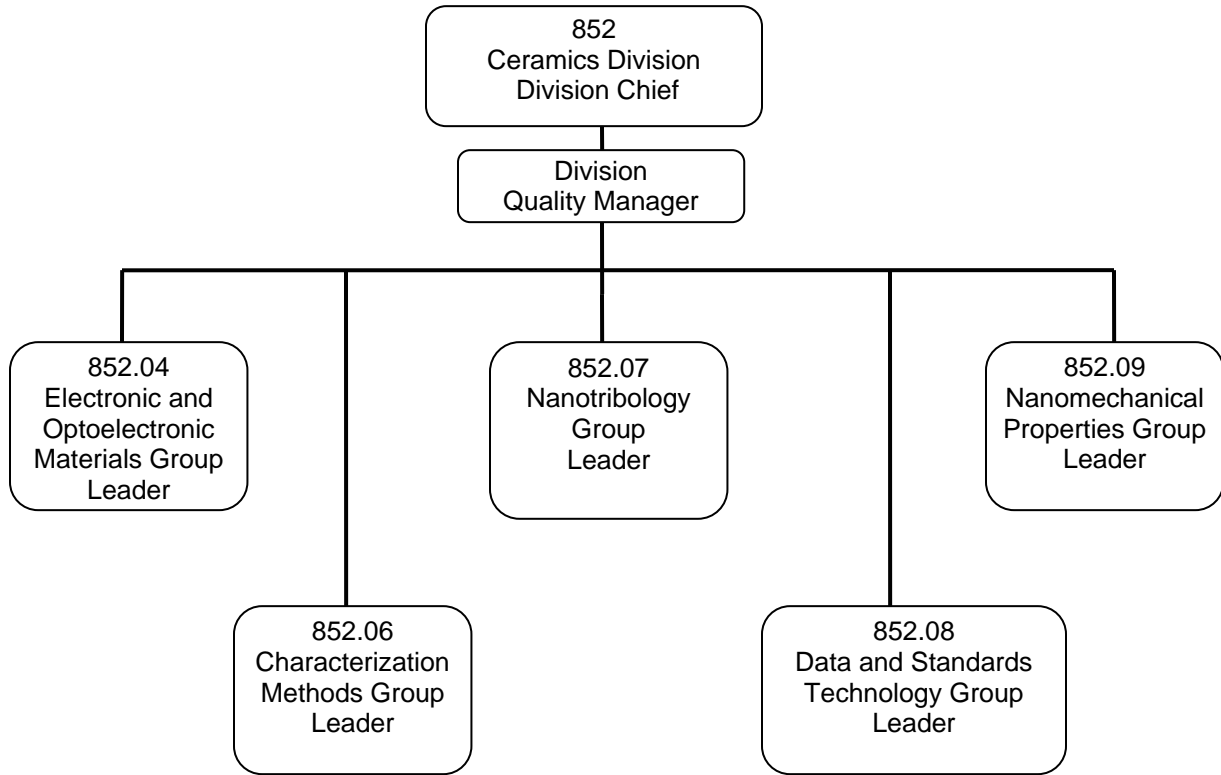 852
Ceramics Division
Division Chief
Division
Quality Manager
852.04
Electronic and
Optoelectronic
Materials Group
Leader
852.07
Nanotribology
Group
Leader
852.09
Nanomechanical
Properties Group
Leader
852.06
Characterization
Methods Group
Leader
852.08
Data and Standards
Technology Group
Leader